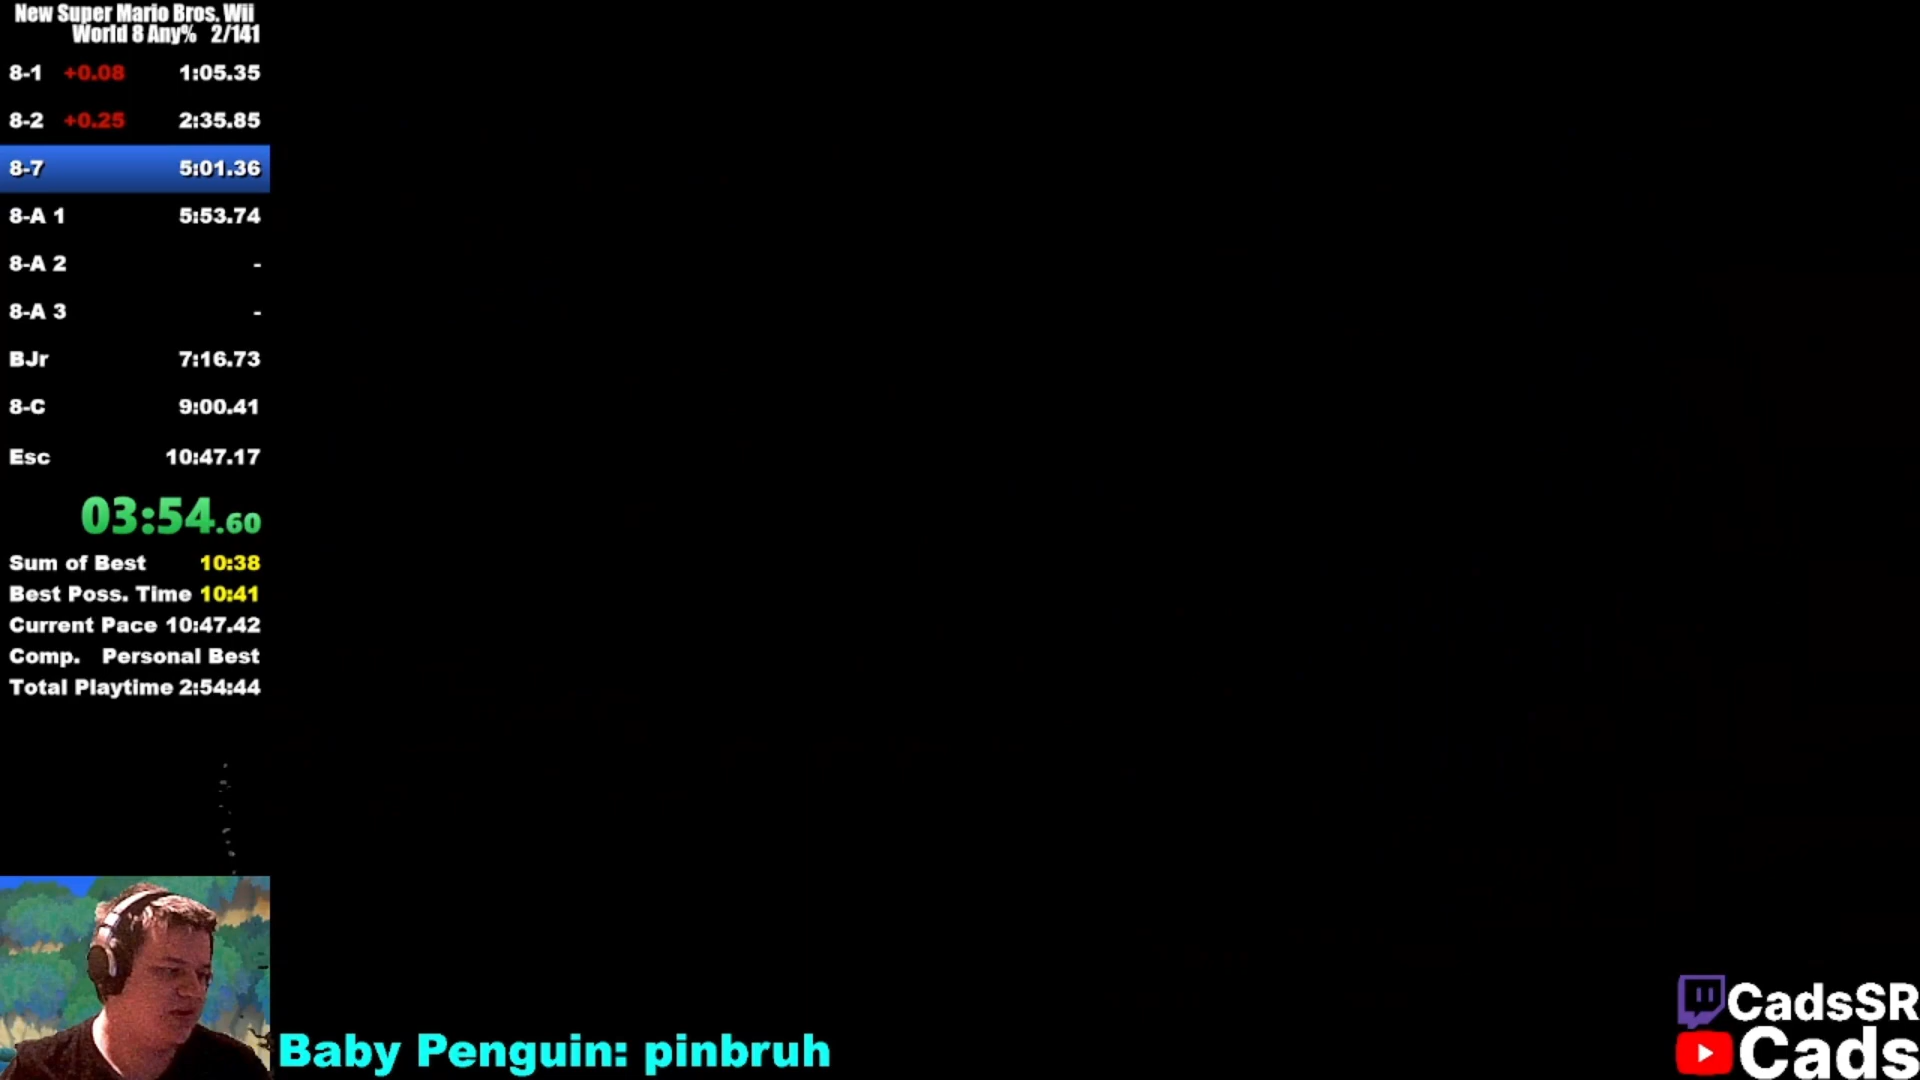 New Super Mario Bros. Wii
World 8 Any% 2/141
8-1 +0.08 1:05.35
8-2 +0.25 2:35.85
8-7 5:01.36
8-A 1 5:53.74
8-A 2 -
8-A 3 -
BJr 7:16.73
8-C 9:00.41
Esc 10:47.17
03:54.60
Sum of Best 10:38
Best Poss. Time 10:41
Current Pace 10:47.42
Comp. Personal Best
Total Playtime 2:54:44
CadsSR
Baby Penguin: pinbruh
Cads